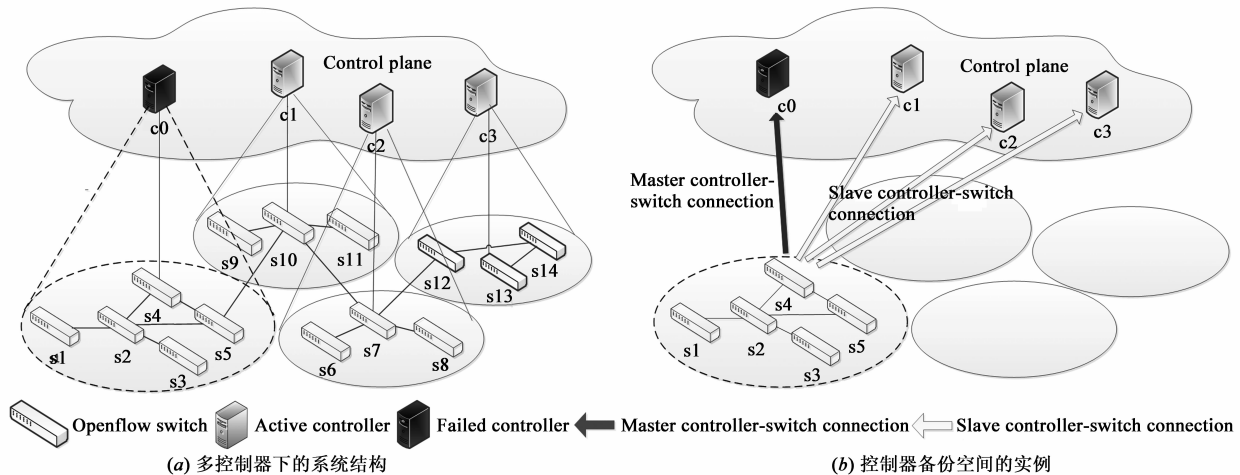 Control plane
c0
c1
c2
c3
s9
s10
s11
s12
s13
s14
s1
s2
s3
s4
s5
s6
s7
s8
Control plane
c0
c1
c2
c3
Master controller-
switch connection
Slave controller-switch
connection
s1
s2
s3
s4
s5
Openflow switch
Active controller
Failed controller
Master controller-switch connection
Slave controller-switch connection
(a) 多控制器下的系统结构
(b) 控制器备份空间的实例